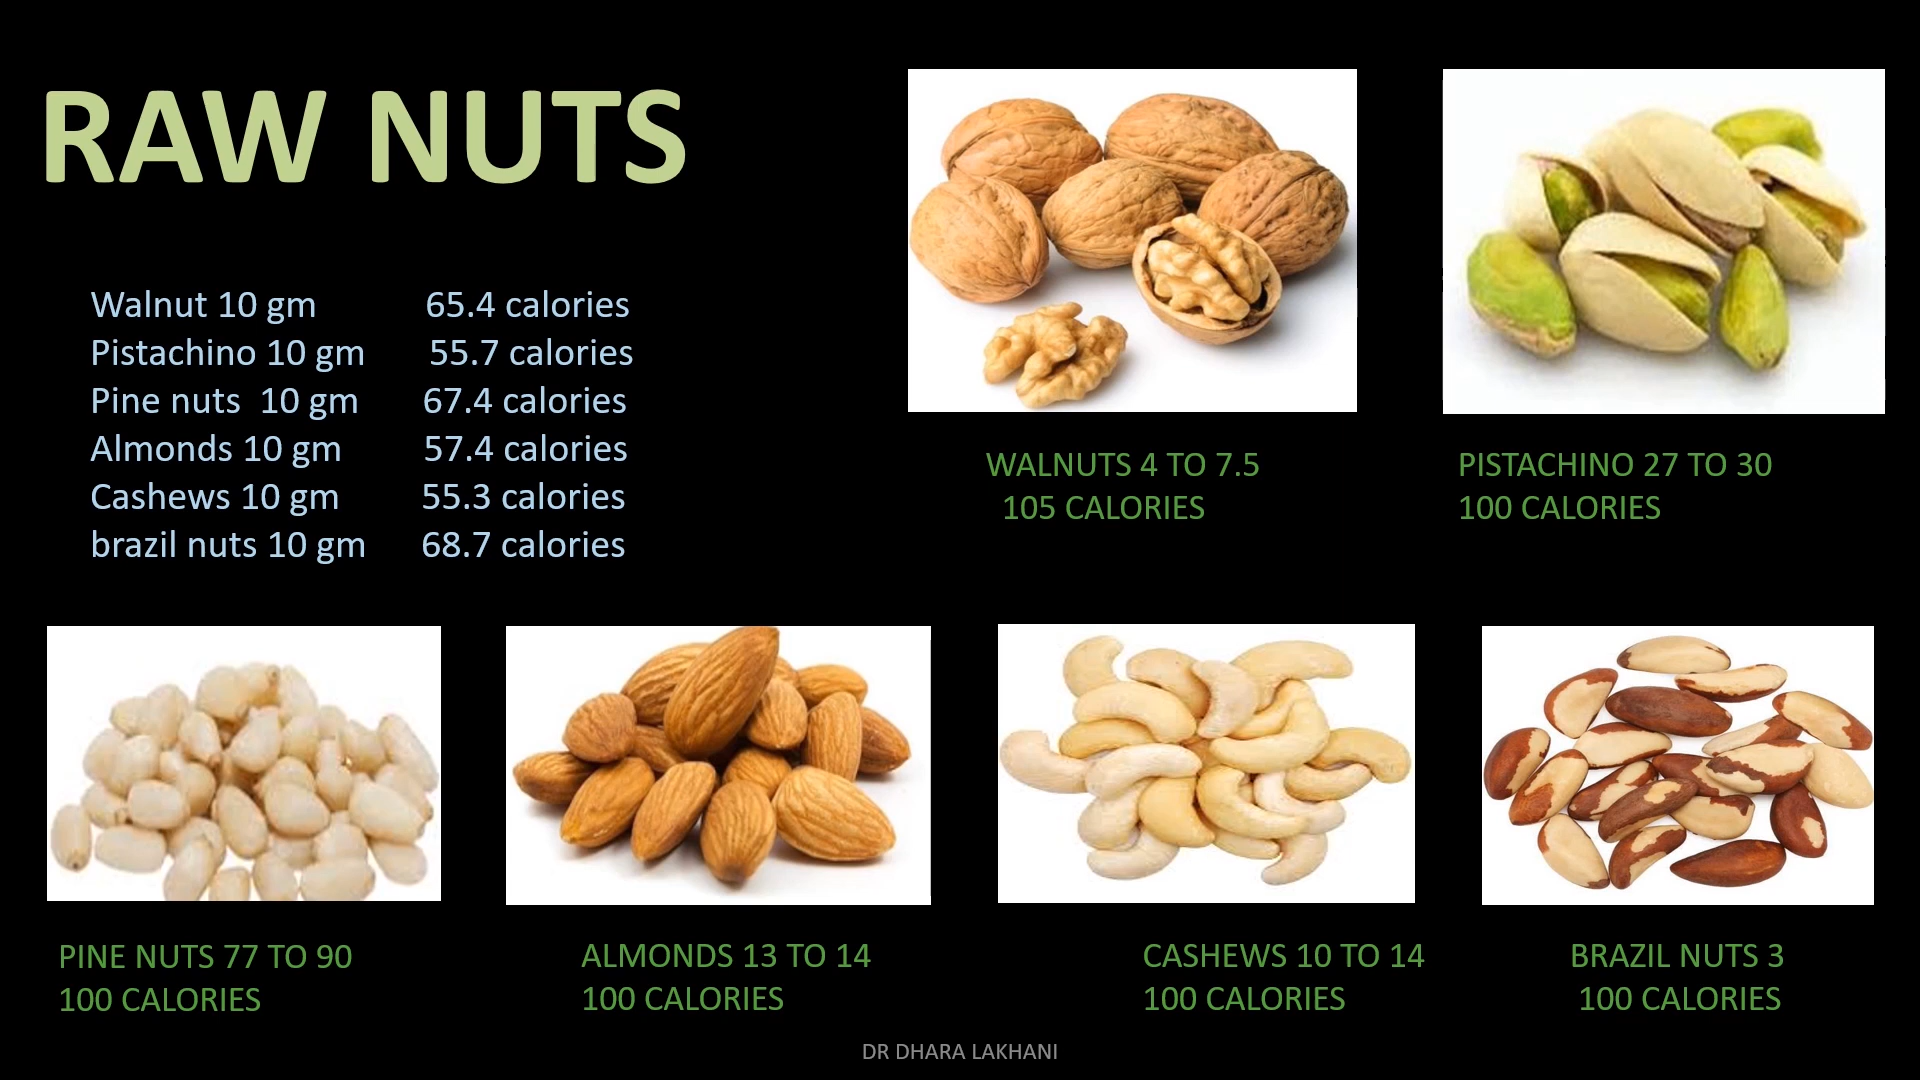 RAW NUTS
Walnut 10 gm 65.4 calories
Pistachino 10 gm 55.7 calories
Pine nuts 10 gm 67.4 calories
Almonds 10 gm 57.4 calories
Cashews 10 gm 55.3 calories
brazil nuts 10 gm 68.7 calories
WALNUTS 4 TO 7.5
105 CALORIES
PISTACHINO 27 TO 30
100 CALORIES
PINE NUTS 77 TO 90
100 CALORIES
ALMONDS 13 TO 14
100 CALORIES
CASHEWS 10 TO 14
100 CALORIES
BRAZIL NUTS 3
100 CALORIES
DR DHARA LAKHANI